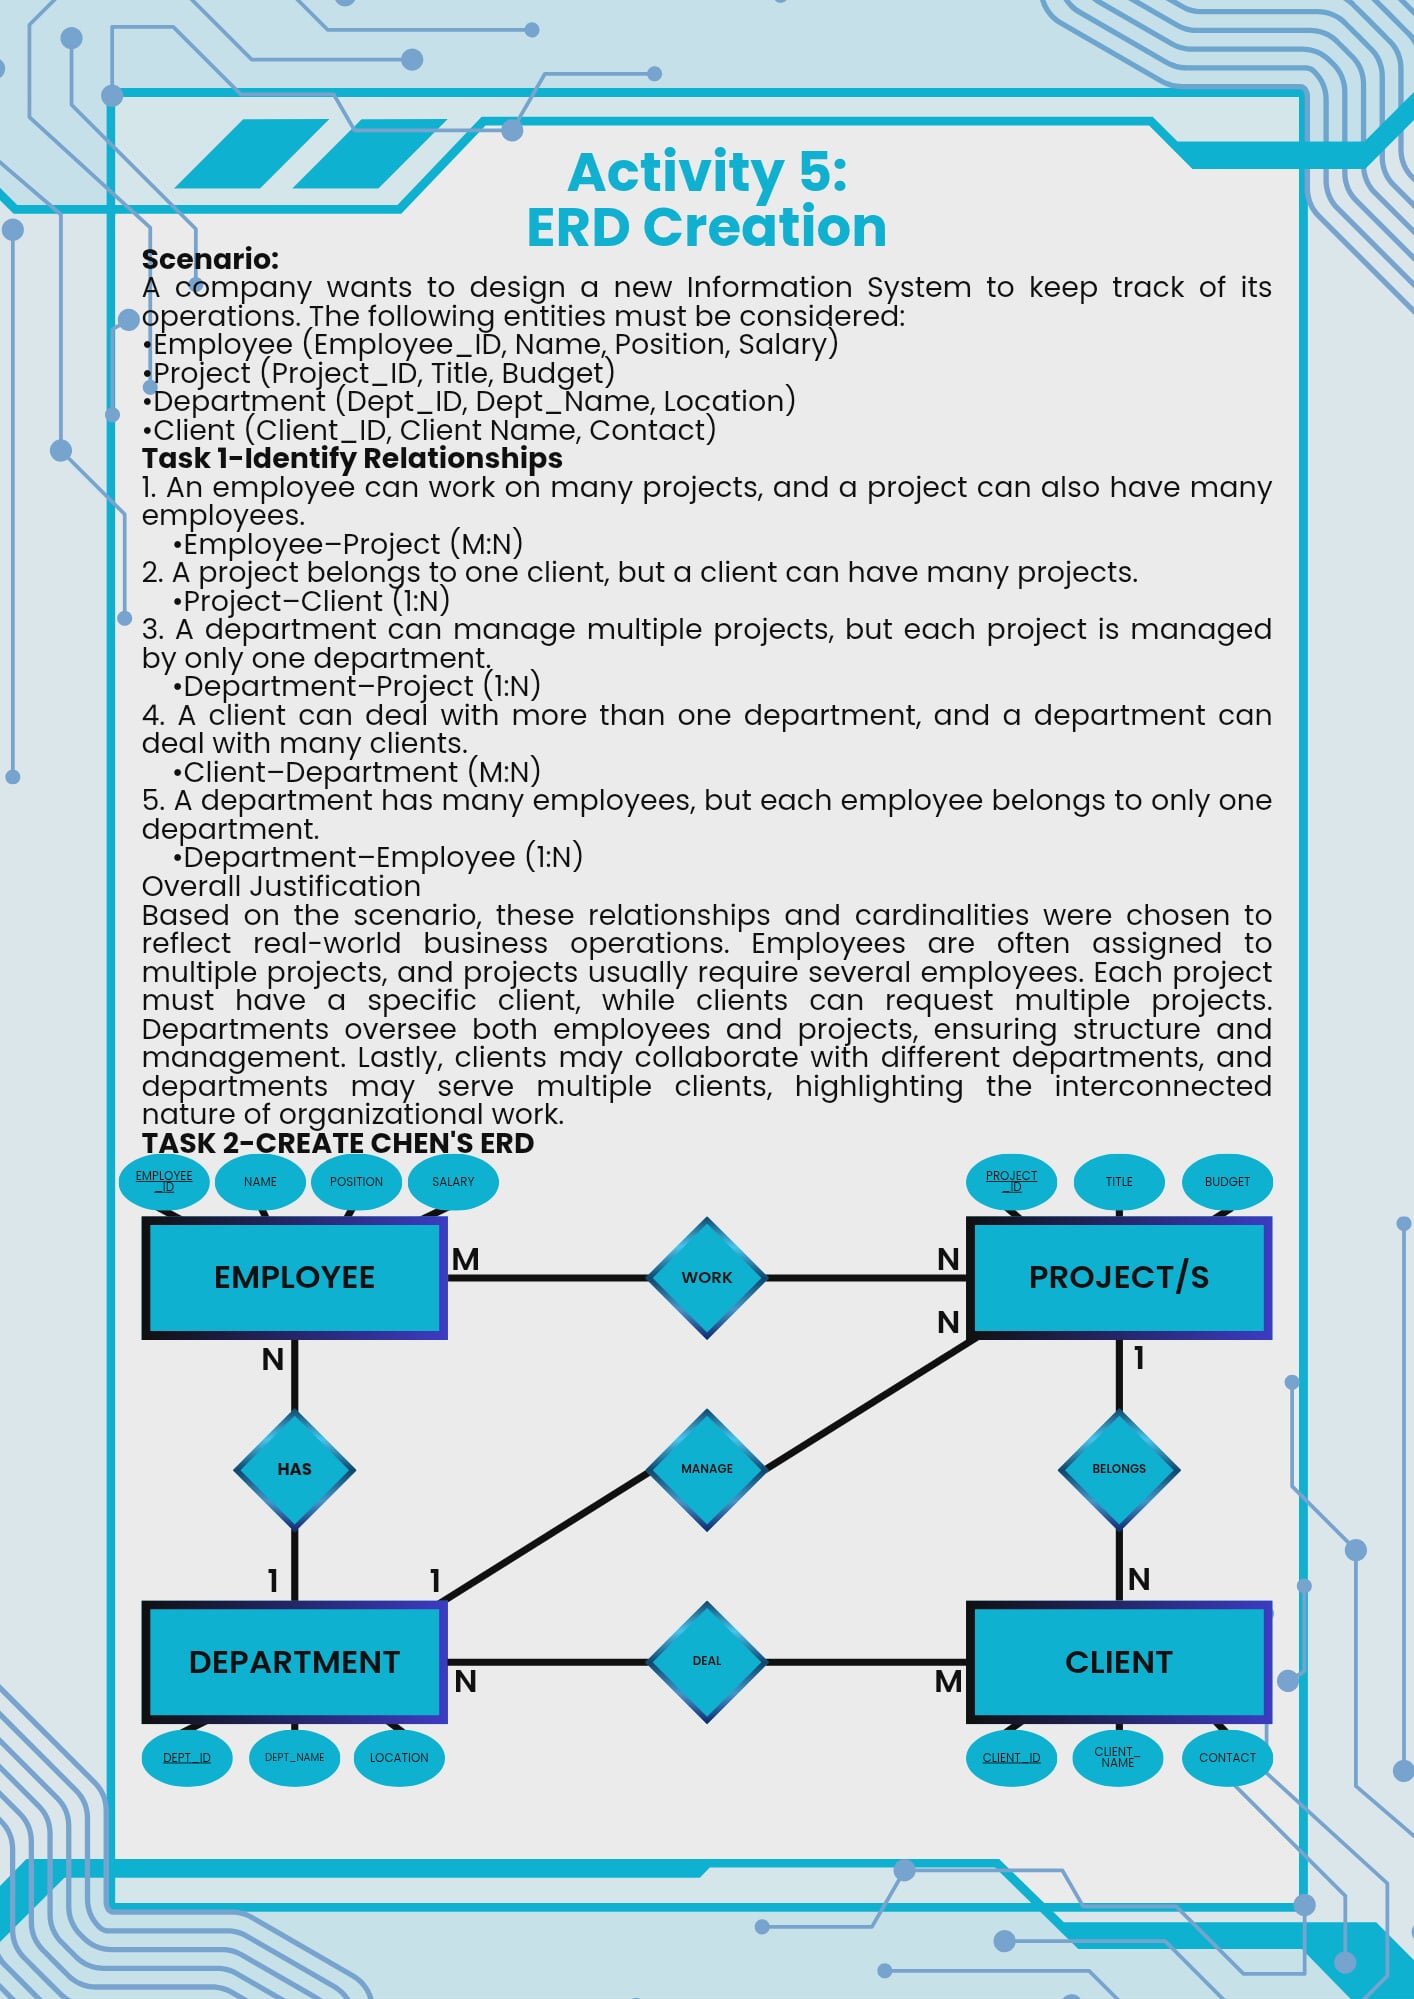 Activity 5:
ERD Creation
Scenario:
A company wants to design a new Information System to keep track of its
operations. The following entities must be considered:
•Employee (Employee_ID, Name, Position, Salary)
•Project (Project_ID, Title, Budget)
•Department (Dept_ID, Dept_Name, Location)
•Client (Client_ID, Client Name, Contact)
Task 1-Identify Relationships
1. An employee can work on many projects, and a project can also have many
employees.
•Employee–Project (M:N)
2. A project belongs to one client, but a client can have many projects.
•Project–Client (1:N)
3. A department can manage multiple projects, but each project is managed
by only one department.
•Department–Project (1:N)
4. A client can deal with more than one department, and a department can
deal with many clients.
•Client–Department (M:N)
5. A department has many employees, but each employee belongs to only one
department.
•Department–Employee (1:N)
Overall Justification
Based on the scenario, these relationships and cardinalities were chosen to
reflect real-world business operations. Employees are often assigned to
multiple projects, and projects usually require several employees. Each project
must have a specific client, while clients can request multiple projects.
Departments oversee both employees and projects, ensuring structure and
management. Lastly, clients may collaborate with different departments, and
departments may serve multiple clients, highlighting the interconnected
nature of organizational work.
TASK 2-CREATE CHEN'S ERD
EMPLOYEE
_ID
NAME
POSITION
SALARY
PROJECT
_ID
TITLE
BUDGET
EMPLOYEE
M
WORK
N
PROJECT/S
N
N
1
HAS
MANAGE
BELONGS
1
1
N
DEPARTMENT
N
DEAL
M
CLIENT
DEPT_ID
DEPT_NAME
LOCATION
CLIENT_ID
CLIENT_
NAME
CONTACT